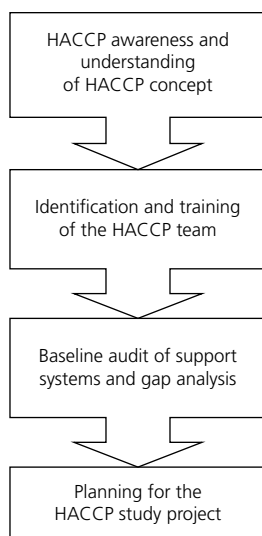 HACCP awareness and
understanding
of HACCP concept
Identification and training
of the HACCP team
Baseline audit of support
systems and gap analysis
Planning for the
HACCP study project